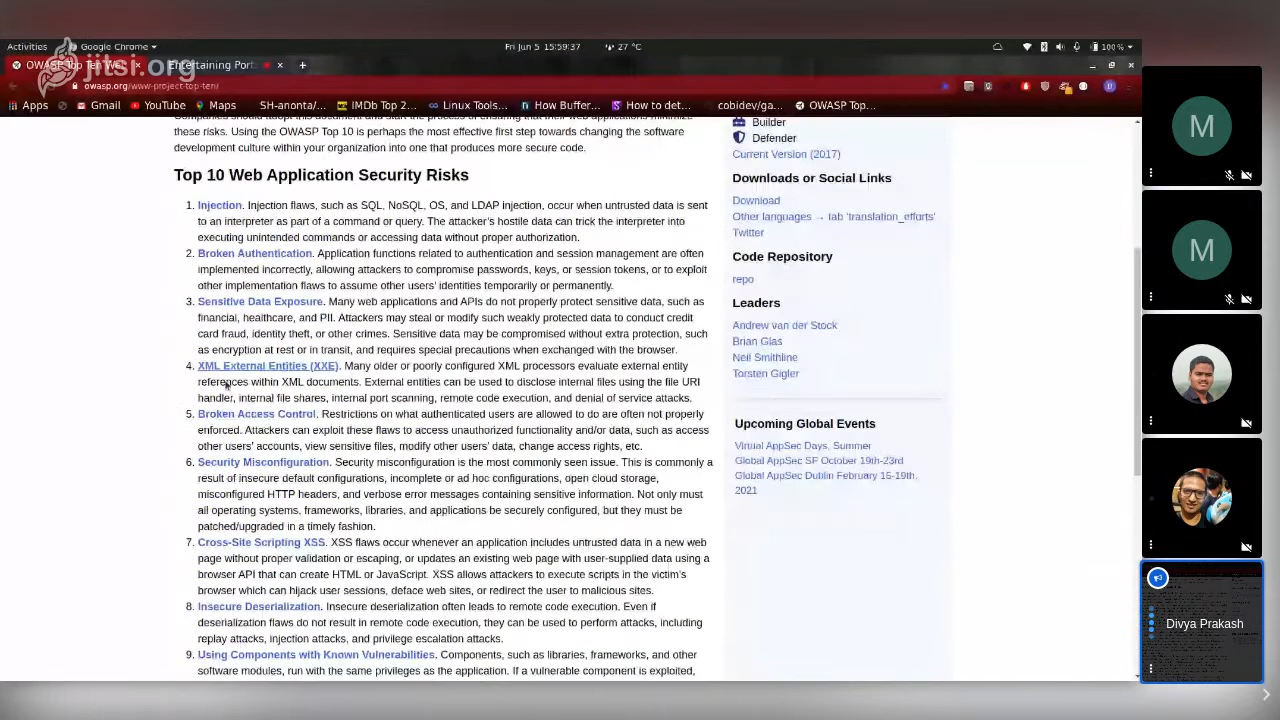 Activities
Google Chrome
Fri Jun 5 15:59:37
27 °C
100 %
jitsi.org
OWASP Top Ten We
Entertaining Por
owasp.org/www-project-top-ten/
Apps
Gmail
YouTube
Maps
SH-anonta/...
IMDb Top 2...
Linux Tools...
How Buffer...
How to det...
cobidev/ga...
OWASP Top...
these risks. Using the OWASP Top 10 is perhaps the most effective first step towards changing the software
development culture within your organization into one that produces more secure code.
Top 10 Web Application Security Risks
1. Injection. Injection flaws, such as SQL, NoSQL, OS, and LDAP injection, occur when untrusted data is sent
to an interpreter as part of a command or query. The attacker's hostile data can trick the interpreter into
executing unintended commands or accessing data without proper authorization.
2. Broken Authentication. Application functions related to authentication and session management are often
implemented incorrectly, allowing attackers to compromise passwords, keys, or session tokens, or to exploit
other implementation flaws to assume other users' identities temporarily or permanently.
3. Sensitive Data Exposure. Many web applications and APIs do not properly protect sensitive data, such as
financial, healthcare, and PII. Attackers may steal or modify such weakly protected data to conduct credit
card fraud, identity theft, or other crimes. Sensitive data may be compromised without extra protection, such
as encryption at rest or in transit, and requires special precautions when exchanged with the browser.
4. XML External Entities (XXE). Many older or poorly configured XML processors evaluate external entity
references within XML documents. External entities can be used to disclose internal files using the file URI
handler, internal file shares, internal port scanning, remote code execution, and denial of service attacks.
5. Broken Access Control. Restrictions on what authenticated users are allowed to do are often not properly
enforced. Attackers can exploit these flaws to access unauthorized functionality and/or data, such as access
other users' accounts, view sensitive files, modify other users' data, change access rights, etc.
6. Security Misconfiguration. Security misconfiguration is the most commonly seen issue. This is commonly a
result of insecure default configurations, incomplete or ad hoc configurations, open cloud storage,
misconfigured HTTP headers, and verbose error messages containing sensitive information. Not only must
all operating systems, frameworks, libraries, and applications be securely configured, but they must be
patched/upgraded in a timely fashion.
7. Cross-Site Scripting XSS. XSS flaws occur whenever an application includes untrusted data in a new web
page without proper validation or escaping, or updates an existing web page with user-supplied data using a
browser API that can create HTML or JavaScript. XSS allows attackers to execute scripts in the victim's
browser which can hijack user sessions, deface web sites, or redirect the user to malicious sites.
8. Insecure Deserialization. Insecure deserialization often leads to remote code execution. Even if
deserialization flaws do not result in remote code execution, they can be used to perform attacks, including
replay attacks, injection attacks, and privilege escalation attacks.
9. Using Components with Known Vulnerabilities. Components, such as libraries, frameworks, and other
software modules, run with the same privileges as the application. If a vulnerable component is exploited,
Builder
Defender
Current Version (2017)
Downloads or Social Links
Download
Other languages → tab 'translation_efforts'
Twitter
Code Repository
repo
Leaders
Andrew van der Stock
Brian Glas
Neil Smithline
Torsten Gigler
Upcoming Global Events
Virtual AppSec Days, Summer
Global AppSec SF October 19th-23rd
Global AppSec Dublin February 15-19th,
2021
M
M
Divya Prakash